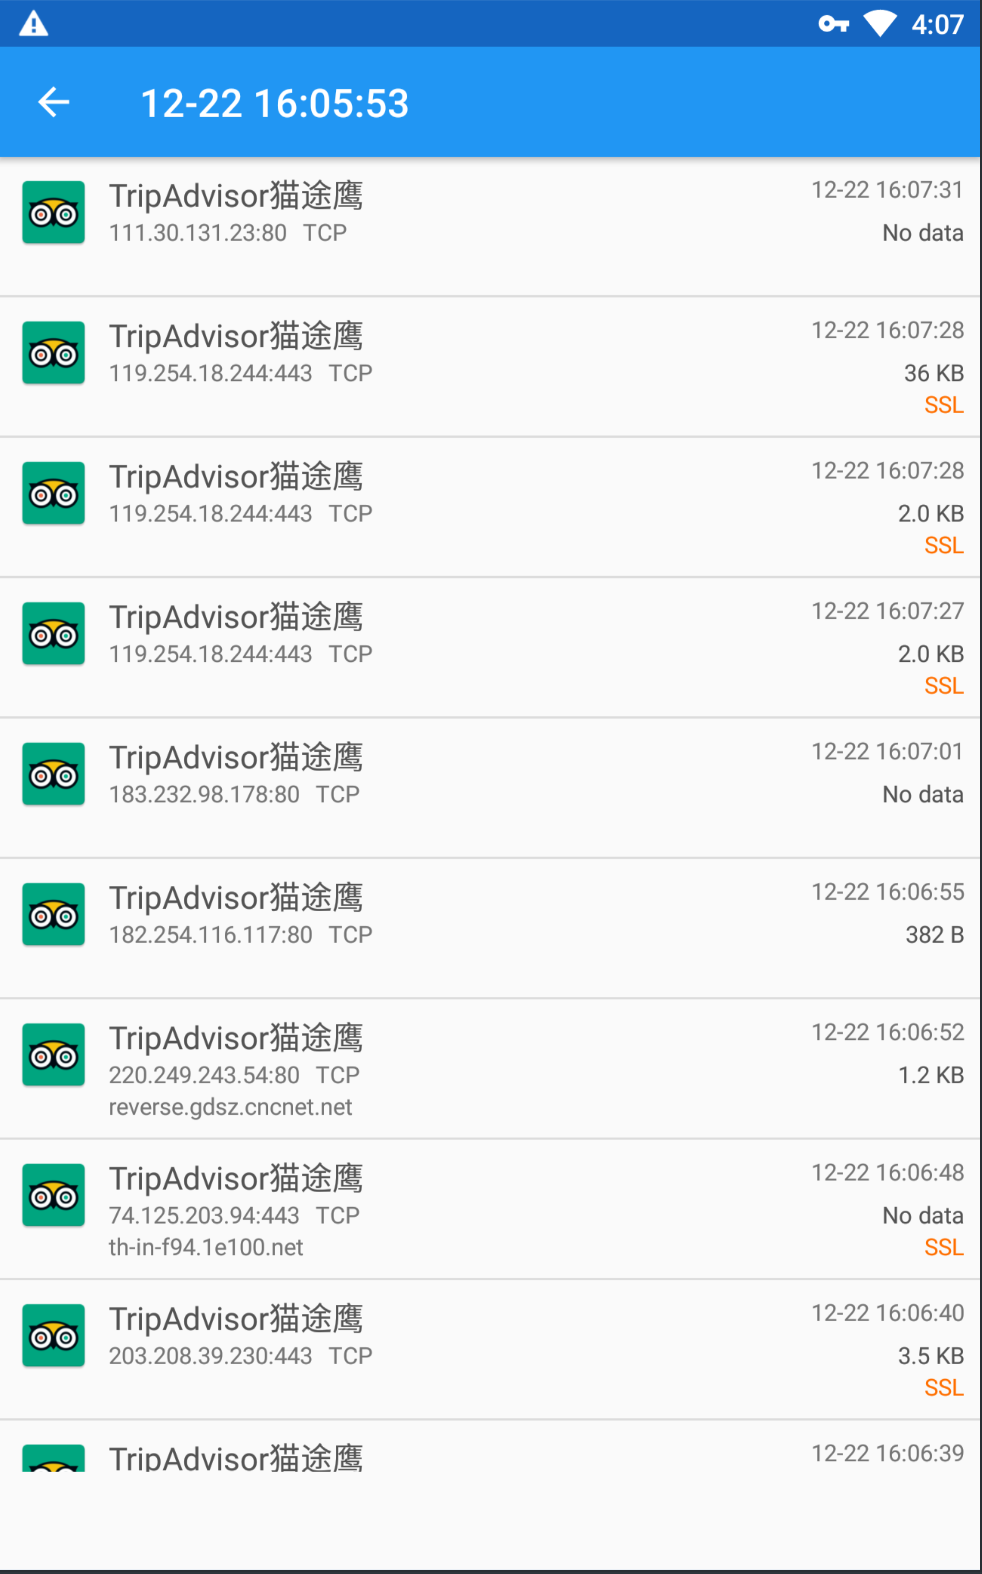 4:07
12-22 16:05:53
TripAdvisor猫途鹰
12-22 16:07:31
111.30.131.23:80 TCP
No data
TripAdvisor猫途鹰
12-22 16:07:28
119.254.18.244:443 TCP
36 KB
SSL
TripAdvisor猫途鹰
12-22 16:07:28
119.254.18.244:443 TCP
2.0 KB
SSL
TripAdvisor猫途鹰
12-22 16:07:27
119.254.18.244:443 TCP
2.0 KB
SSL
TripAdvisor猫途鹰
12-22 16:07:01
183.232.98.178:80 TCP
No data
TripAdvisor猫途鹰
12-22 16:06:55
182.254.116.117:80 TCP
382 B
TripAdvisor猫途鹰
12-22 16:06:52
220.249.243.54:80 TCP
1.2 KB
reverse.gdsz.cncnet.net
TripAdvisor猫途鹰
12-22 16:06:48
74.125.203.94:443 TCP
No data
th-in-f94.1e100.net
SSL
TripAdvisor猫途鹰
12-22 16:06:40
203.208.39.230:443 TCP
3.5 KB
SSL
TripAdvisor猫途鹰
12-22 16:06:39